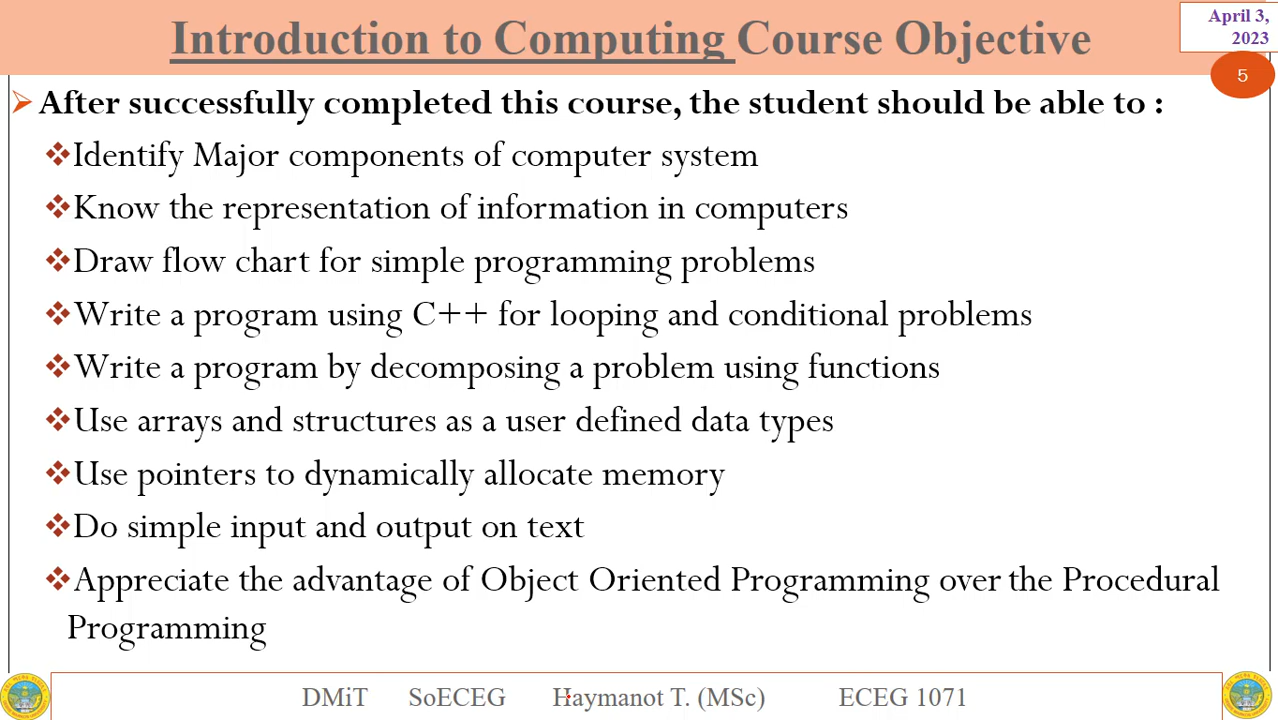 Introduction to Computing Course Objective
April 3,
2023
5
After successfully completed this course, the student should be able to :
Identify Major components of computer system
Know the representation of information in computers
Draw flow chart for simple programming problems
Write a program using C++ for looping and conditional problems
Write a program by decomposing a problem using functions
Use arrays and structures as a user defined data types
Use pointers to dynamically allocate memory
Do simple input and output on text
Appreciate the advantage of Object Oriented Programming over the Procedural
Programming
DMiT SoECEG Haymanot T. (MSc) ECEG 1071